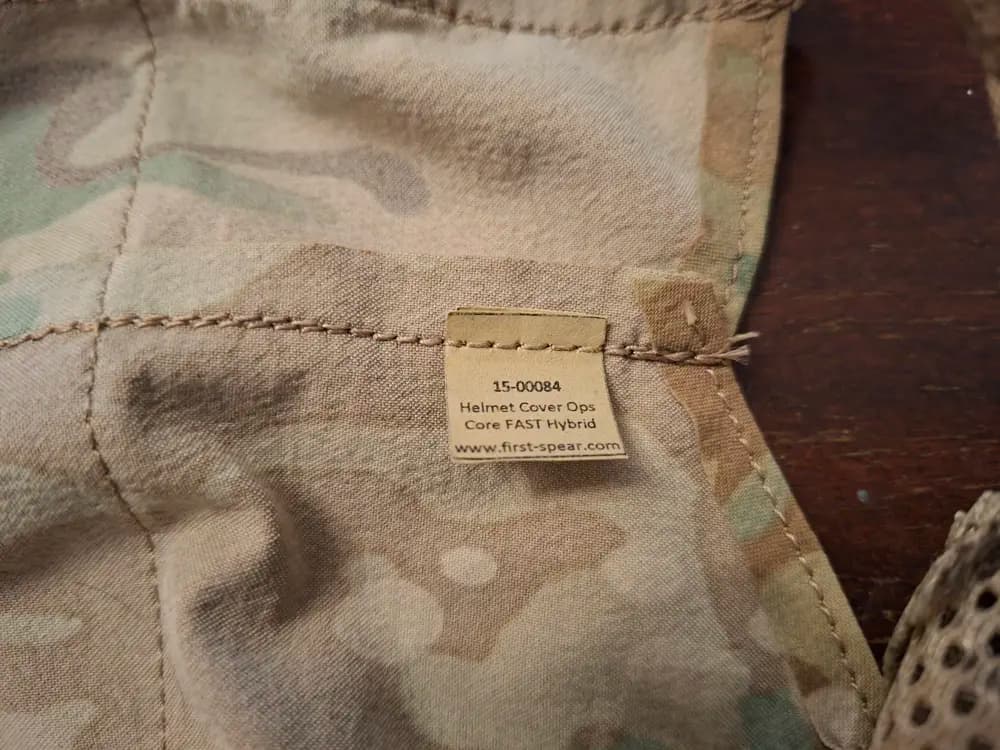 15-00084
Helmet Cover Ops
Core FAST Hybrid
www.first-spear.com